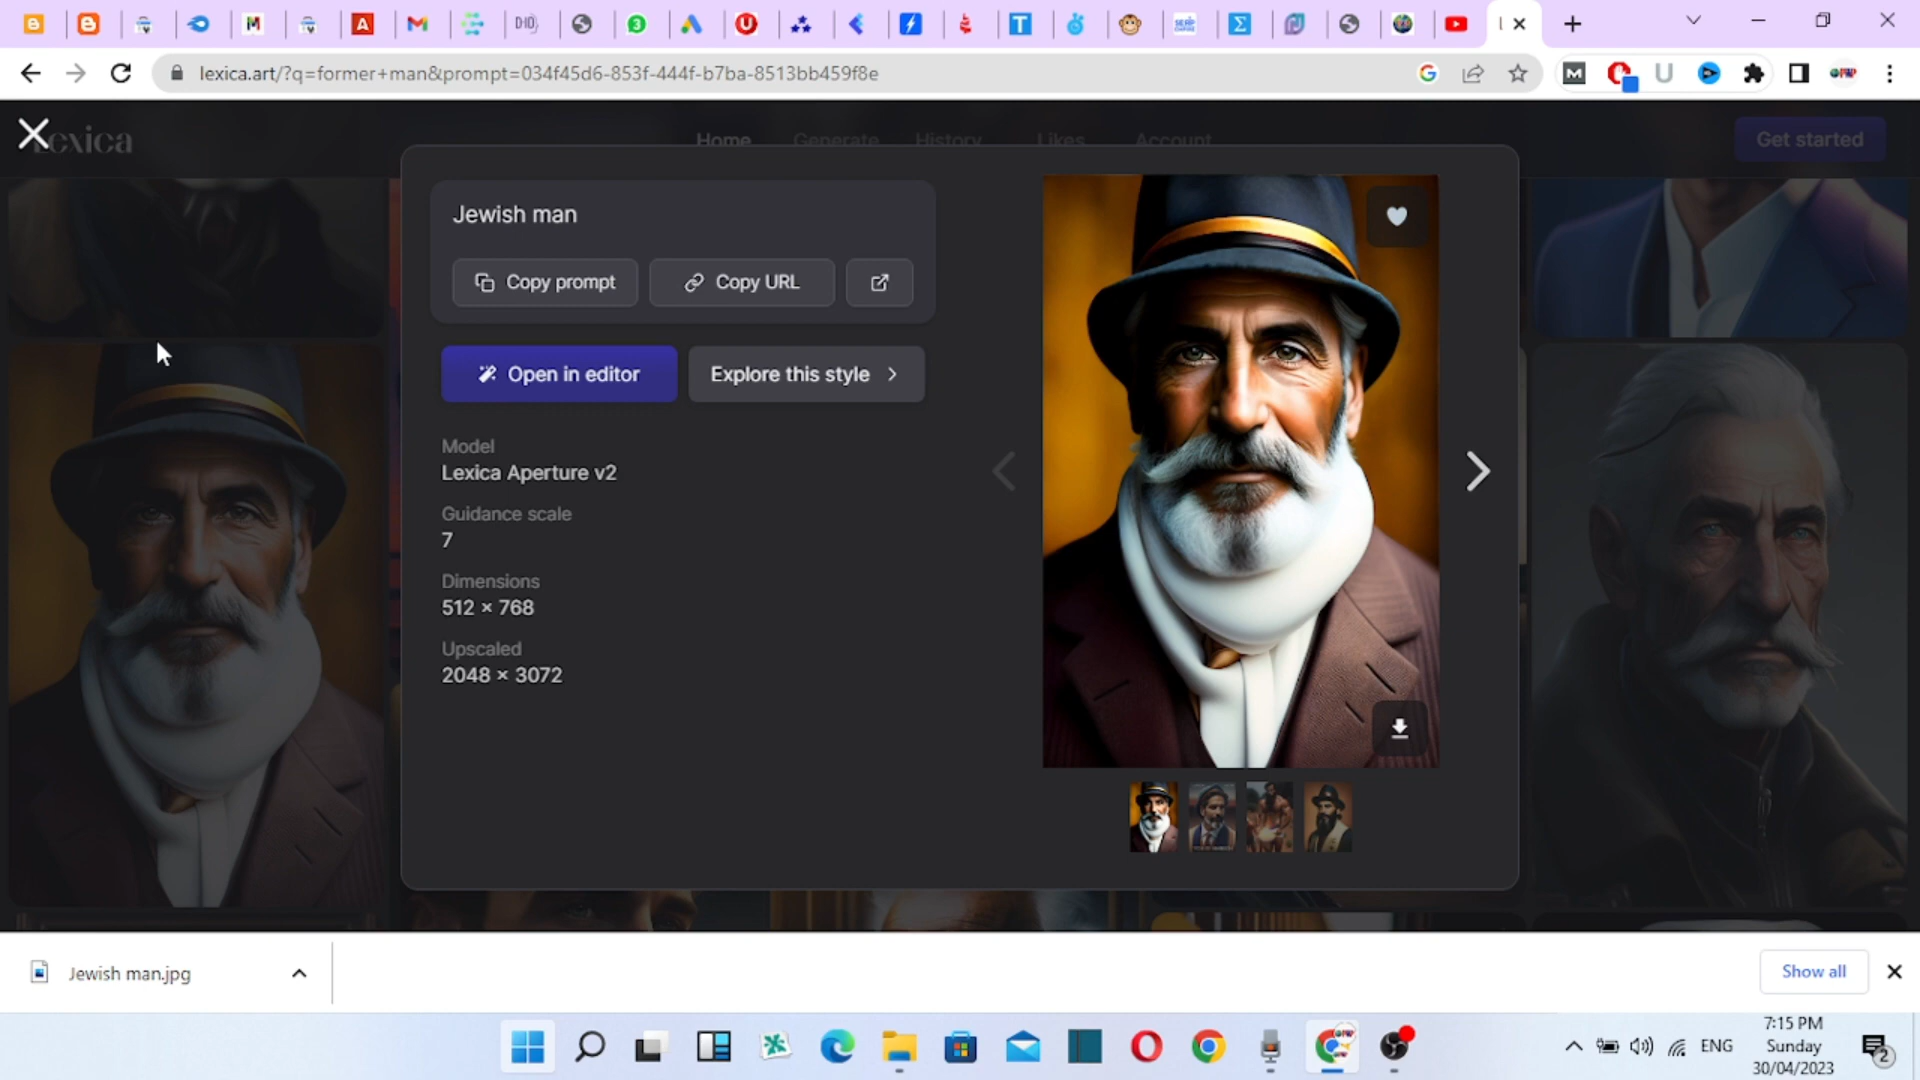 lexica.art/?q=former+man&prompt=034f45d6-853f-444f-b7ba-8513bb459f8e
Lexica
Home
Generate
History
Likes
Account
Get started
Jewish man
Copy prompt
Copy URL
Open in editor
Explore this style
Model
Lexica Aperture v2
Guidance scale
7
Dimensions
512 × 768
Upscaled
2048 × 3072
Jewish man.jpg
Show all
ENG
7:15 PM
Sunday
30/04/2023
2